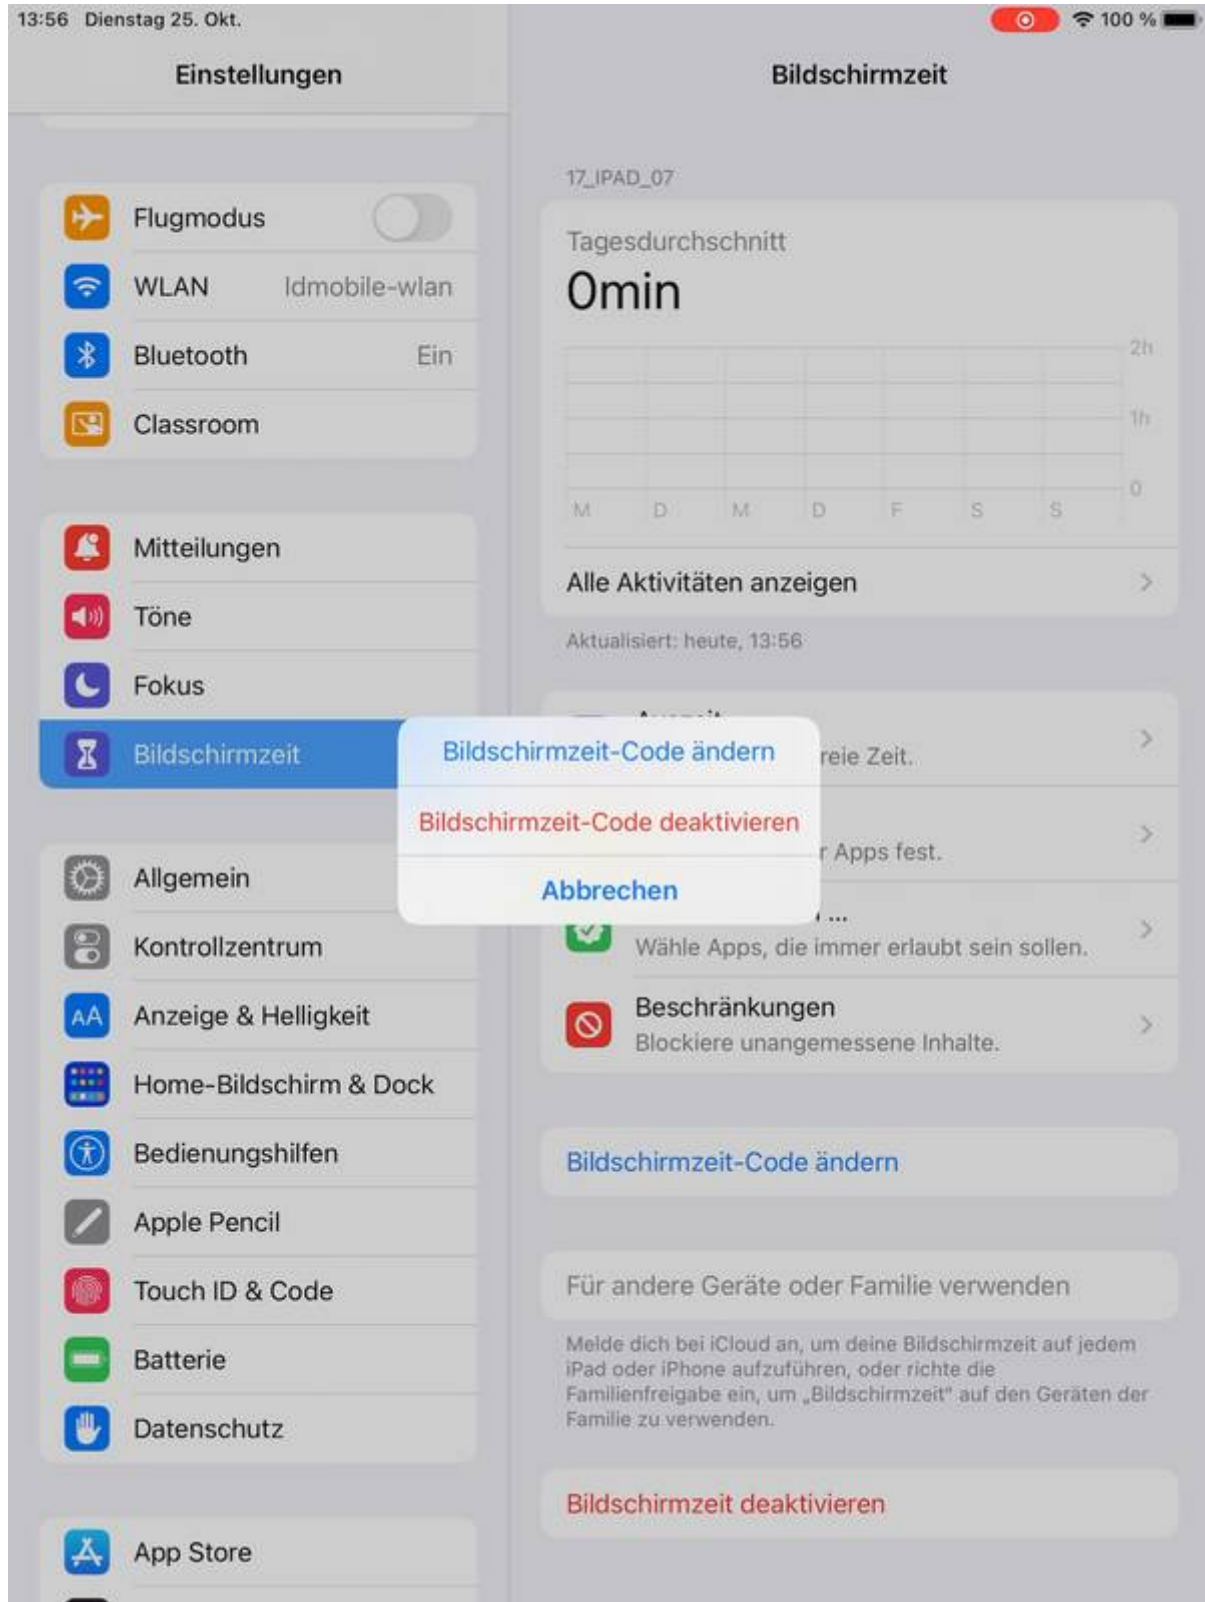 13:56 Dienstag 25. Okt.
100 %
Einstellungen
Flugmodus
WLAN ldmobile-wlan
Bluetooth Ein
Classroom
Mitteilungen
Töne
Fokus
Bildschirmzeit
Allgemein
Kontrollzentrum
AA Anzeige & Helligkeit
Home-Bildschirm & Dock
Bedienungshilfen
Apple Pencil
Touch ID & Code
Batterie
Datenschutz
App Store
Bildschirmzeit
17_IPAD_07
Tagesdurchschnitt
0min
2h
1h
0
M D M D F S S
Alle Aktivitäten anzeigen
Aktualisiert: heute, 13:56
reie Zeit.
r Apps fest.
...
Wähle Apps, die immer erlaubt sein sollen.
Beschränkungen
Blockiere unangemessene Inhalte.
Bildschirmzeit-Code ändern
Für andere Geräte oder Familie verwenden
Melde dich bei iCloud an, um deine Bildschirmzeit auf jedem
iPad oder iPhone aufzuführen, oder richte die
Familienfreigabe ein, um „Bildschirmzeit“ auf den Geräten der
Familie zu verwenden.
Bildschirmzeit deaktivieren
Bildschirmzeit-Code ändern
Bildschirmzeit-Code deaktivieren
Abbrechen